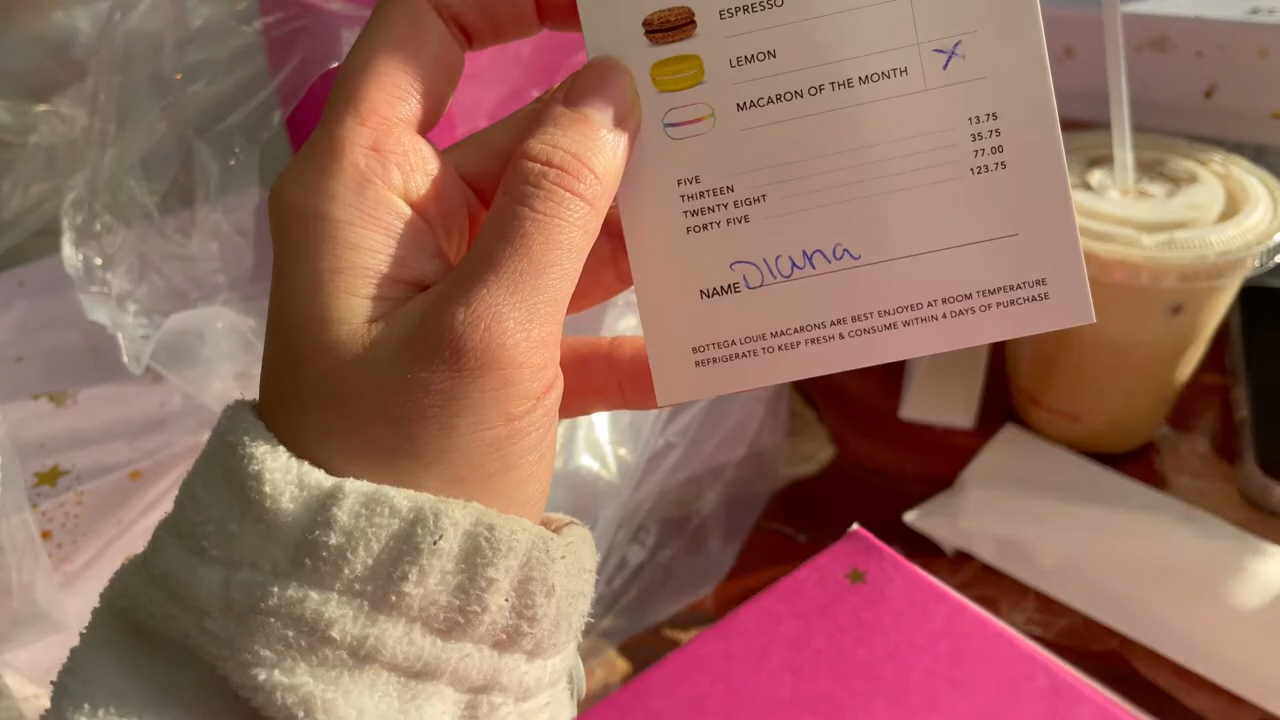 ESPRESSO
LEMON
X
MACARON OF THE MONTH
FIVE 13.75
THIRTEEN 35.75
TWENTY EIGHT 77.00
FORTY FIVE 123.75
NAME Diana
BOTTEGA LOUIE MACARONS ARE BEST ENJOYED AT ROOM TEMPERATURE
REFRIGERATE TO KEEP FRESH & CONSUME WITHIN 4 DAYS OF PURCHASE